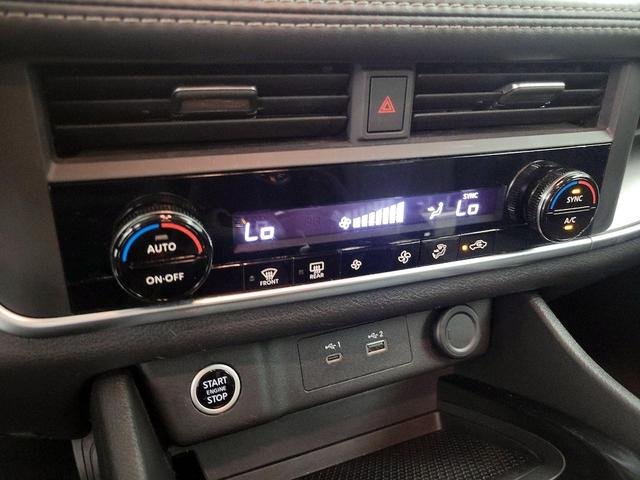 SYNC
Lo
Lo
AUTO
ON·OFF
SYNC
A/C
FRONT
REAR
1
2
START
ENGINE
STOP